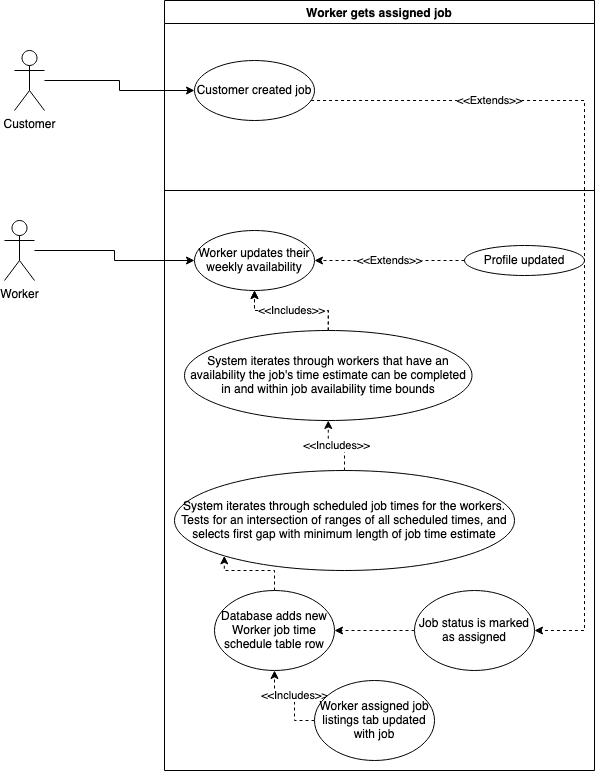 Worker gets assigned job
Customer created job
<<Extends>>
Customer
Worker updates their
weekly availability
<<Extends>>
Profile updated
Worker
<<Includes>>
System iterates through workers that have an
availability the job's time estimate can be completed
in and within job availability time bounds
<<Includes>>
System iterates through scheduled job times for the workers.
Tests for an intersection of ranges of all scheduled times, and
selects first gap with minimum length of job time estimate
Database adds new
Worker job time
schedule table row
Job status is marked
as assigned
<<Includes>>
Worker assigned job
listings tab updated
with job